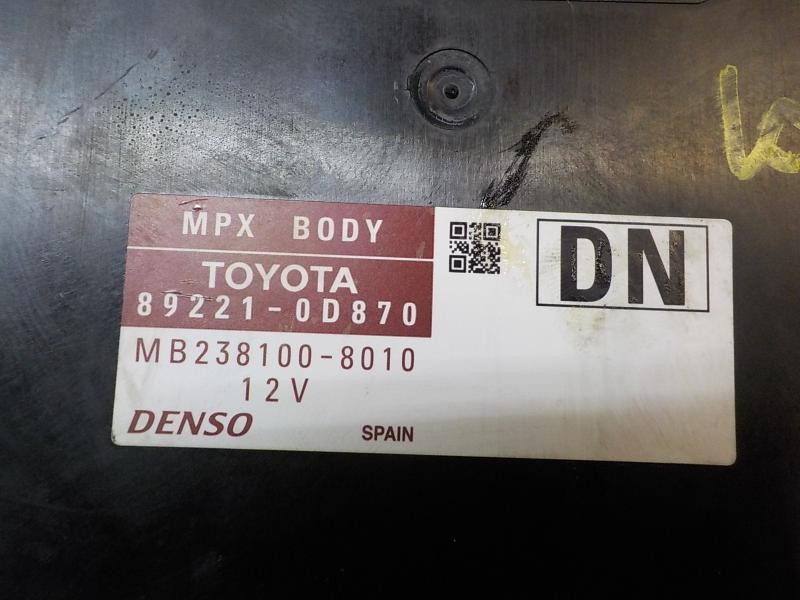 MPX BODY
TOYOTA
89221-0D870
MB238100-8010
12V
DENSO
SPAIN
DN